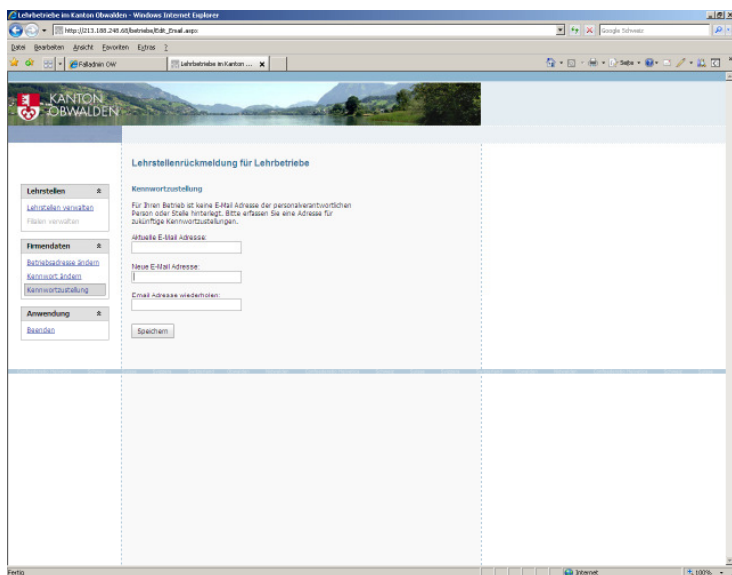 Lehrbetriebe im Kanton Obwalden - Windows Internet Explorer
http://213.188.248.68/betriebe/Edit_Email.aspx
Google Schweiz
Datei Bearbeiten Ansicht Favoriten Extras ?
Falladmin OW
Lehrbetriebe im Kanton ...
Seite
KANTON
OBWALDEN
Lehrstellenrückmeldung für Lehrbetriebe
Lehrstellen
Lehrstellen verwalten
Filialen verwalten
Firmendaten
Betriebsadresse ändern
Kennwort ändern
Kennwortzustellung
Anwendung
Beenden
Kennwortzustellung
Für Ihren Betrieb ist keine E-Mail Adresse der personalverantwortlichen
Person oder Stelle hinterlegt. Bitte erfassen Sie eine Adresse für
zukünftige Kennwortzustellungen.
Aktuelle E-Mail Adresse:
Neue E-Mail Adresse:
Email Adresse wiederholen:
Speichern
Fertig
Internet
100%